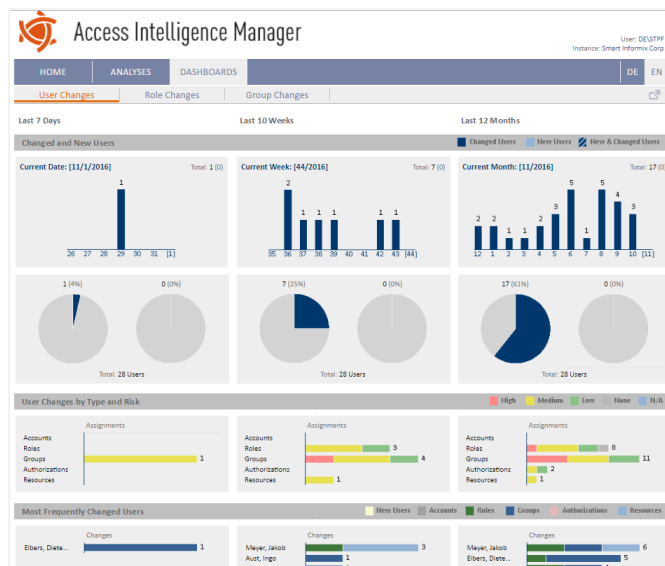 Access Intelligence Manager
User: DE\STPF
Instance: Smart Informix Corp
HOME ANALYSES DASHBOARDS DE EN
User Changes Role Changes Group Changes
Last 7 Days Last 10 Weeks Last 12 Months
Changed and New Users Changed Users New Users New & Changed Users
Current Date: [11/1/2016] Total: 1 (0) Current Week: [44/2016] Total: 7 (0) Current Month: [11/2016] Total: 17 (0)
1 2 1 1 1 1 1 2 2 1 1 2 3 5 1 5 4 3
26 27 28 29 30 31 [1] 35 36 37 38 39 40 41 42 43 [44] 12 1 2 3 4 5 6 7 8 9 10 [11]
1 (4%) 0 (0%) 7 (25%) 0 (0%) 17 (61%) 0 (0%)
Total: 28 Users Total: 28 Users Total: 28 Users
User Changes by Type and Risk High Medium Low None N/A
Assignments Assignments Assignments
Accounts Accounts Accounts
Roles Roles 3 Roles 8
Groups 1 Groups 4 Groups 11
Authorizations Authorizations Authorizations 2
Resources Resources 1 Resources 1
Most Frequently Changed Users New Users Accounts Roles Groups Authorizations Resources
Changes Changes Changes
Elbers, Diete... 1 Meyer, Jakob 3 Meyer, Jakob 6
Aust, Ingo 1 Elbers, Diete... 5